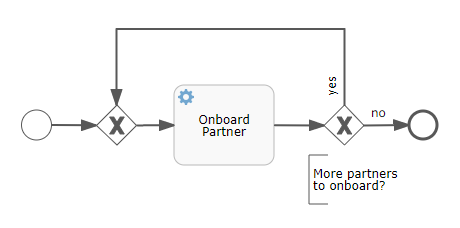 yes
Onboard
Partner
no
More partners
to onboard?